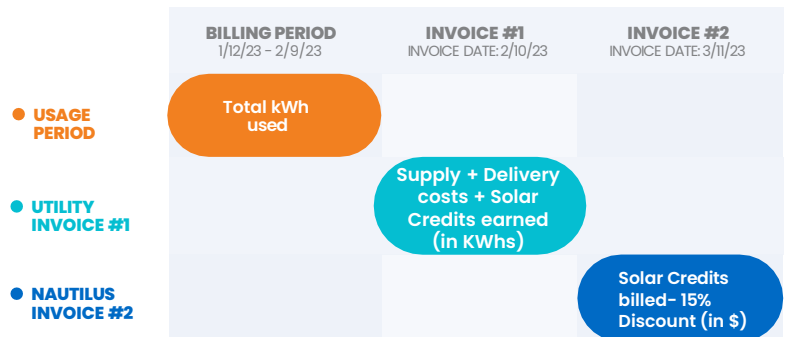 BILLING PERIOD
1/12/23 - 2/9/23
INVOICE #1
INVOICE DATE: 2/10/23
INVOICE #2
INVOICE DATE: 3/11/23
USAGE
PERIOD
Total kWh
used
UTILITY
INVOICE #1
Supply + Delivery
costs + Solar
Credits earned
(in KWhs)
NAUTILUS
INVOICE #2
Solar Credits
billed- 15%
Discount (in $)